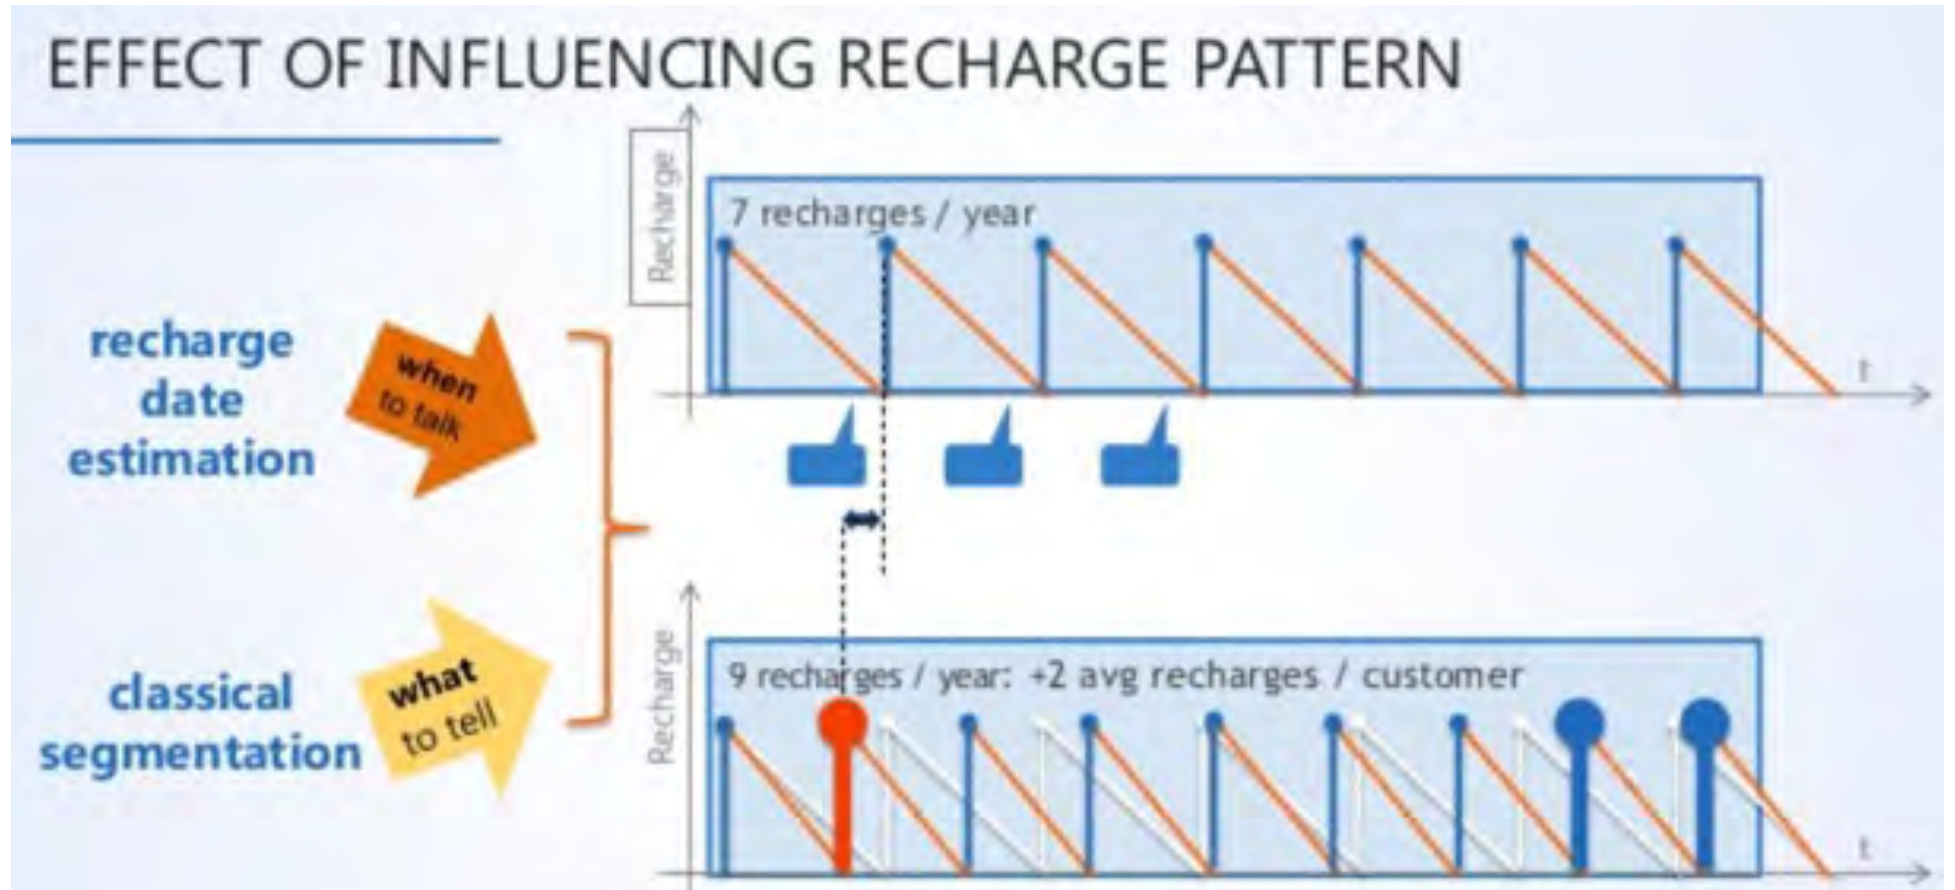 EFFECT OF INFLUENCING RECHARGE PATTERN
Recharge
7 recharges / year
t
recharge
date
estimation
when
to talk
classical
segmentation
what
to tell
Recharge
9 recharges / year: +2 avg recharges / customer
t